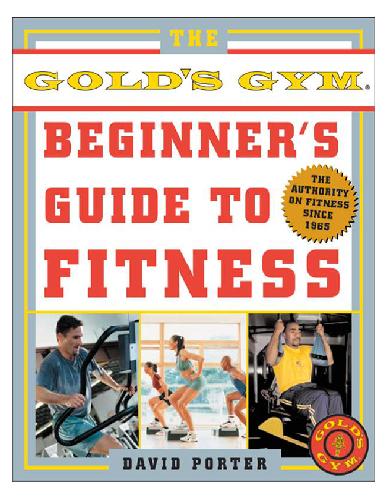 THE
GOLD'S GYM®
BEGINNER'S
GUIDE TO
FITNESS
THE
AUTHORITY
ON FITNESS
SINCE
1965
GOLD'S
GYM
DAVID PORTER